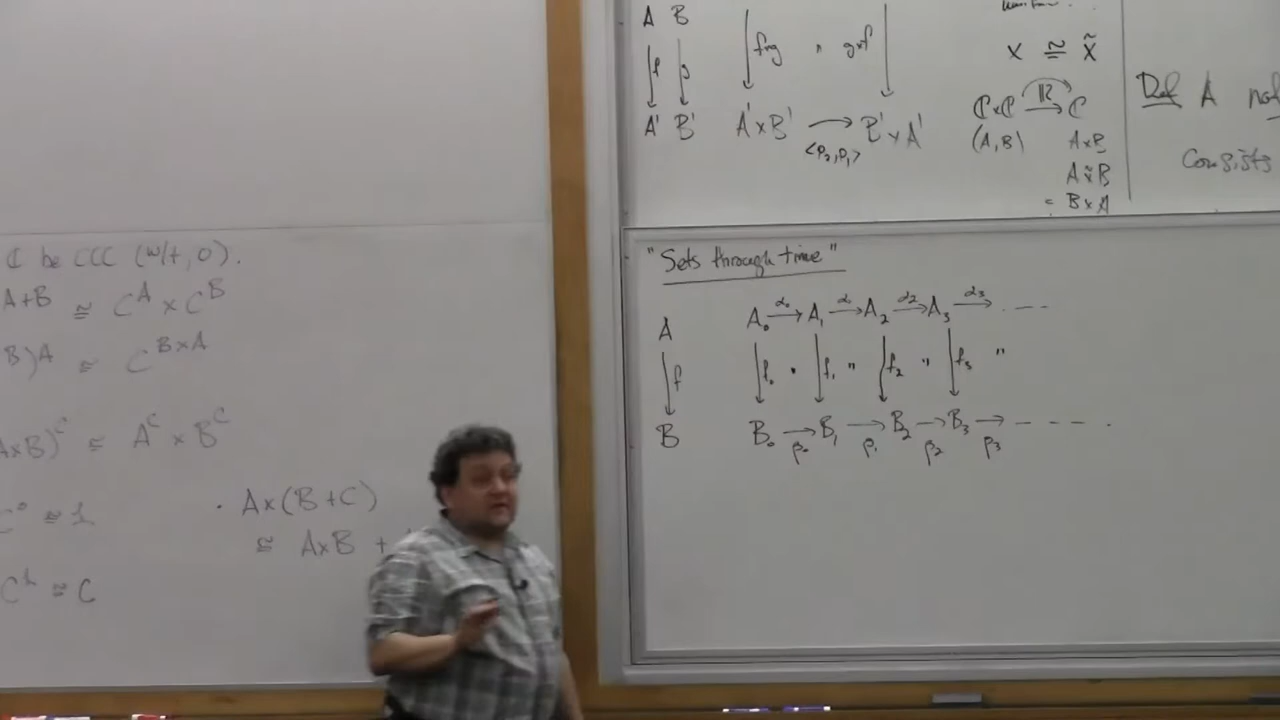 ℂ be CCC (w/+, 0).
A+B ≅ C^A × C^B
B)^A ≅ C^{B×A}
A×B)^C ≅ A^C × B^C
C^0 ≅ 1
C^1 ≅ C
· A×(B+C)
≅ A×B +
A B
f g f×g " g×f
A' B' A'×B' → B'×A'
<p₂,p₁>
X ≅ X̃
ℂ×ℂ → ℂ
(A,B) A×B
A×̃B
= B×A
Def A
Consists
"Sets through time"
A A₀ →α₀ A₁ →α₁ A₂ →α₂ A₃ →α₃ . - -
f f₀ " f₁ " f₂ " f₃ "
B B₀ → B₁ → B₂ → B₃ → - - - - .
β₀ β₁ β₂ β₃